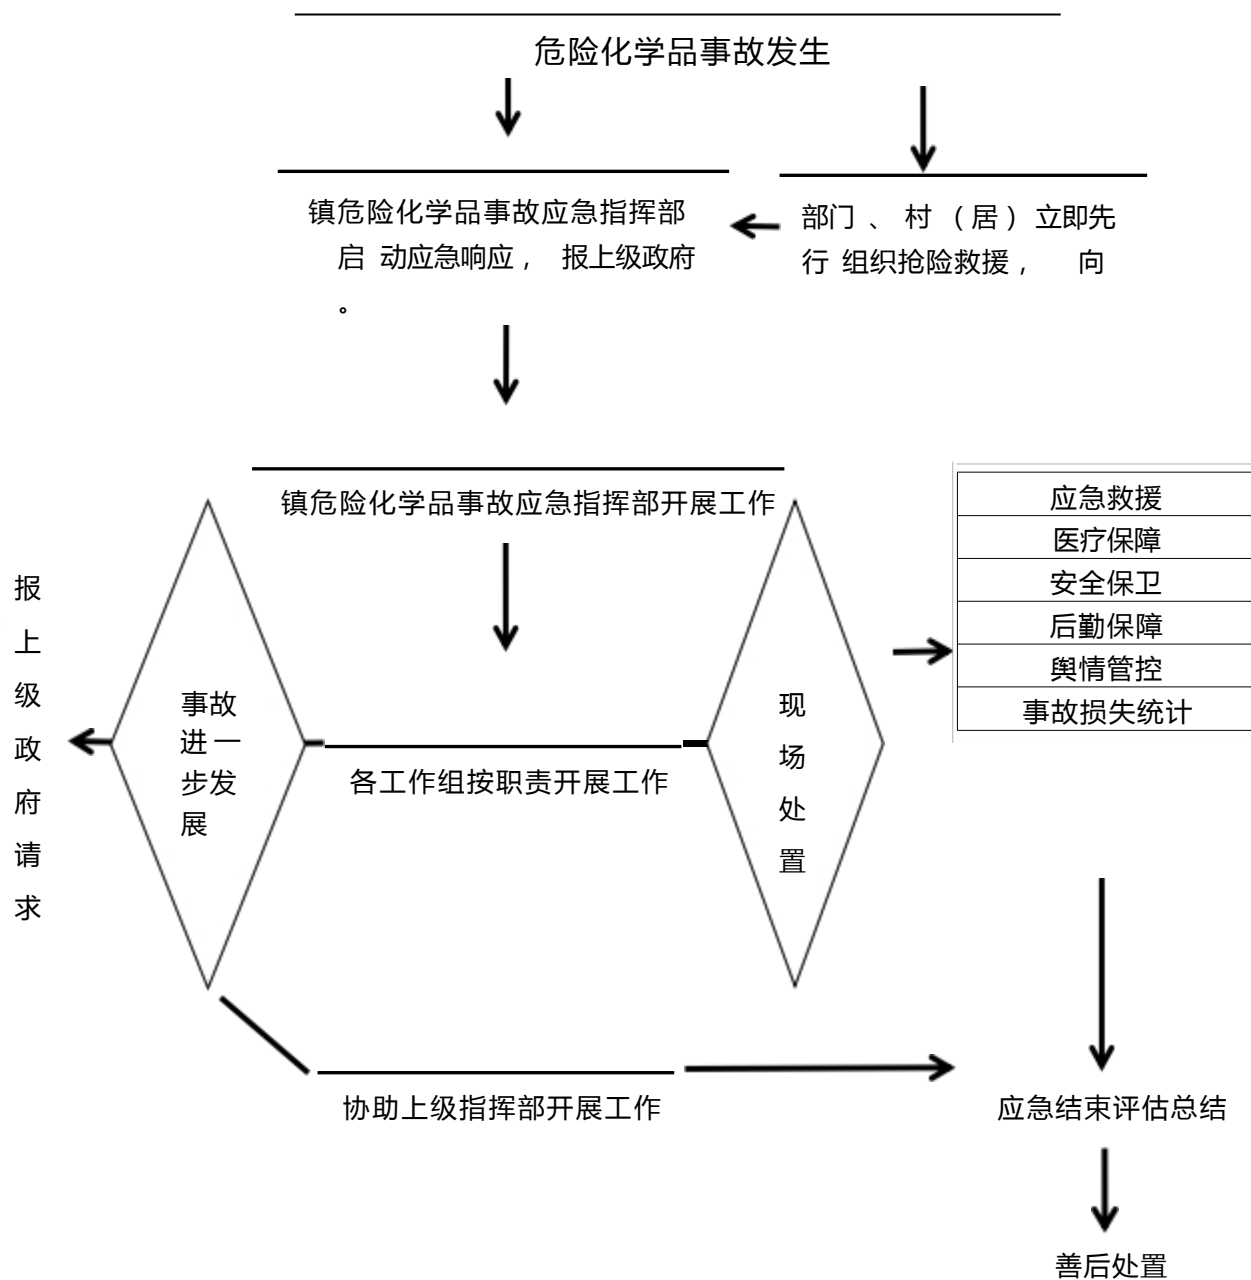 危险化学品事故发生
镇危险化学品事故应急指挥部
启 动应急响应， 报上级政府
。
部门 、 村 （居） 立即先
行 组织抢险救援， 向
镇危险化学品事故应急指挥部开展工作
应急救援
医疗保障
安全保卫
后勤保障
舆情管控
事故损失统计
报
上
级
政
府
请
求
事故
进 一
步发
展
各工作组按职责开展工作
现
场
处
置
协助上级指挥部开展工作
应急结束评估总结
善后处置